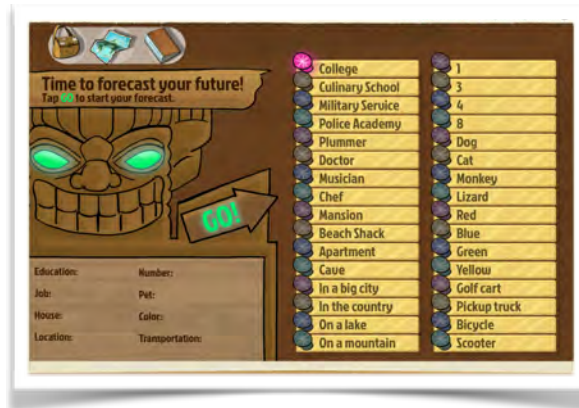 Time to forecast your future!
Tap GO to start your forecast.
GO!
Education:
Number:
Job:
Pet:
House:
Color:
Location:
Transportation:
College
Culinary School
Military Service
Police Academy
Plummer
Doctor
Musician
Chef
Mansion
Beach Shack
Apartment
Cave
In a big city
In the country
On a lake
On a mountain
1
3
4
8
Dog
Cat
Monkey
Lizard
Red
Blue
Green
Yellow
Golf cart
Pickup truck
Bicycle
Scooter